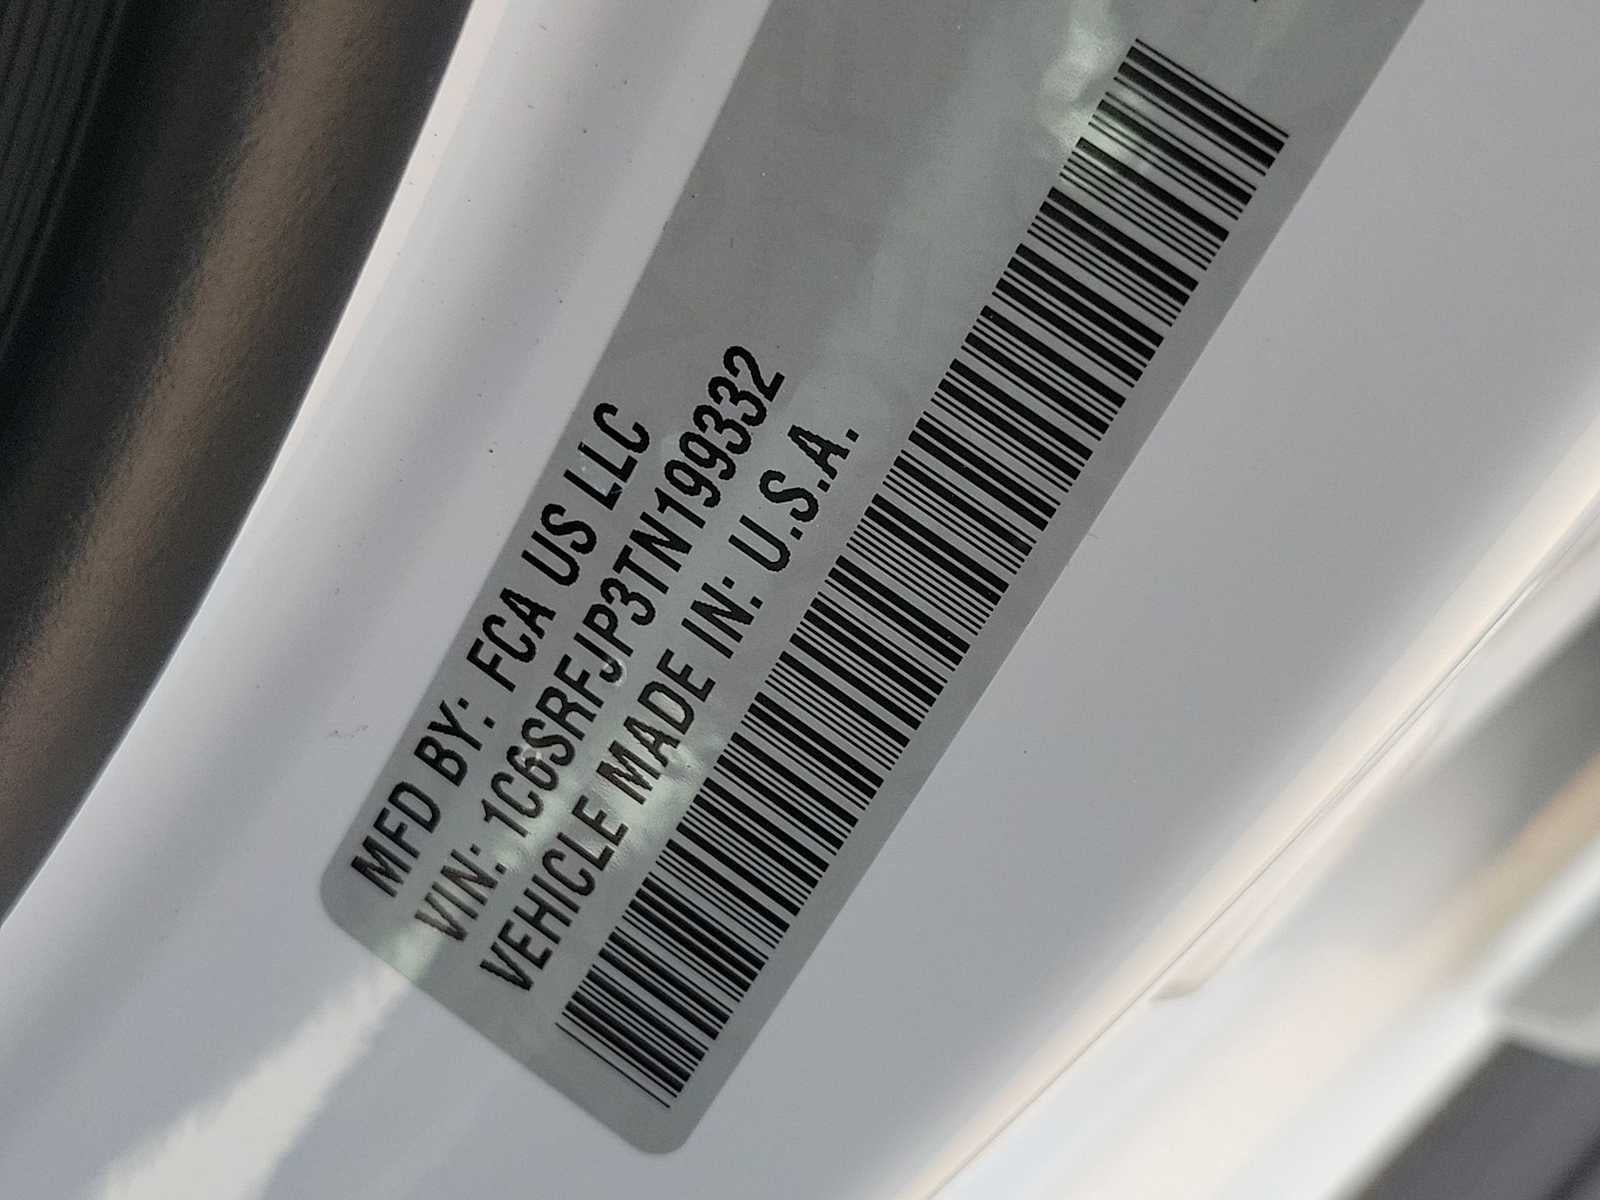 MFD BY: FCA US LLC
VIN: 1C6SRFJP3TN199332
VEHICLE MADE IN: U.S.A.